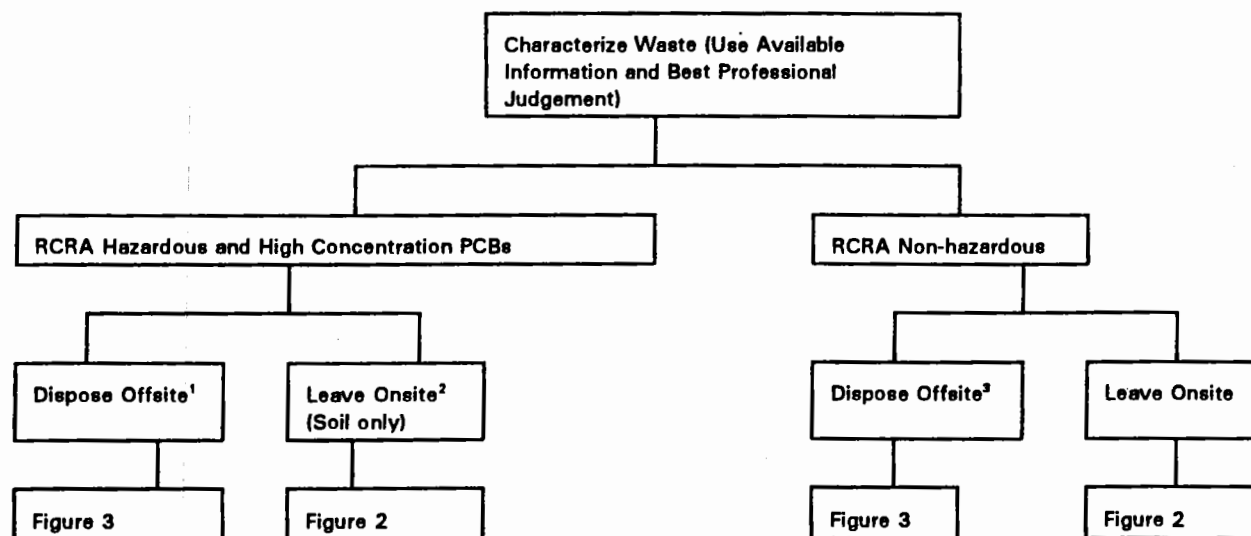 Characterize Waste (Use Available
Information and Best Professional
Judgement)
RCRA Hazardous and High Concentration PCBs
RCRA Non-hazardous
Dispose Offsite¹
Leave Onsite²
(Soil only)
Dispose Offsite³
Leave Onsite
Figure 3
Figure 2
Figure 3
Figure 2